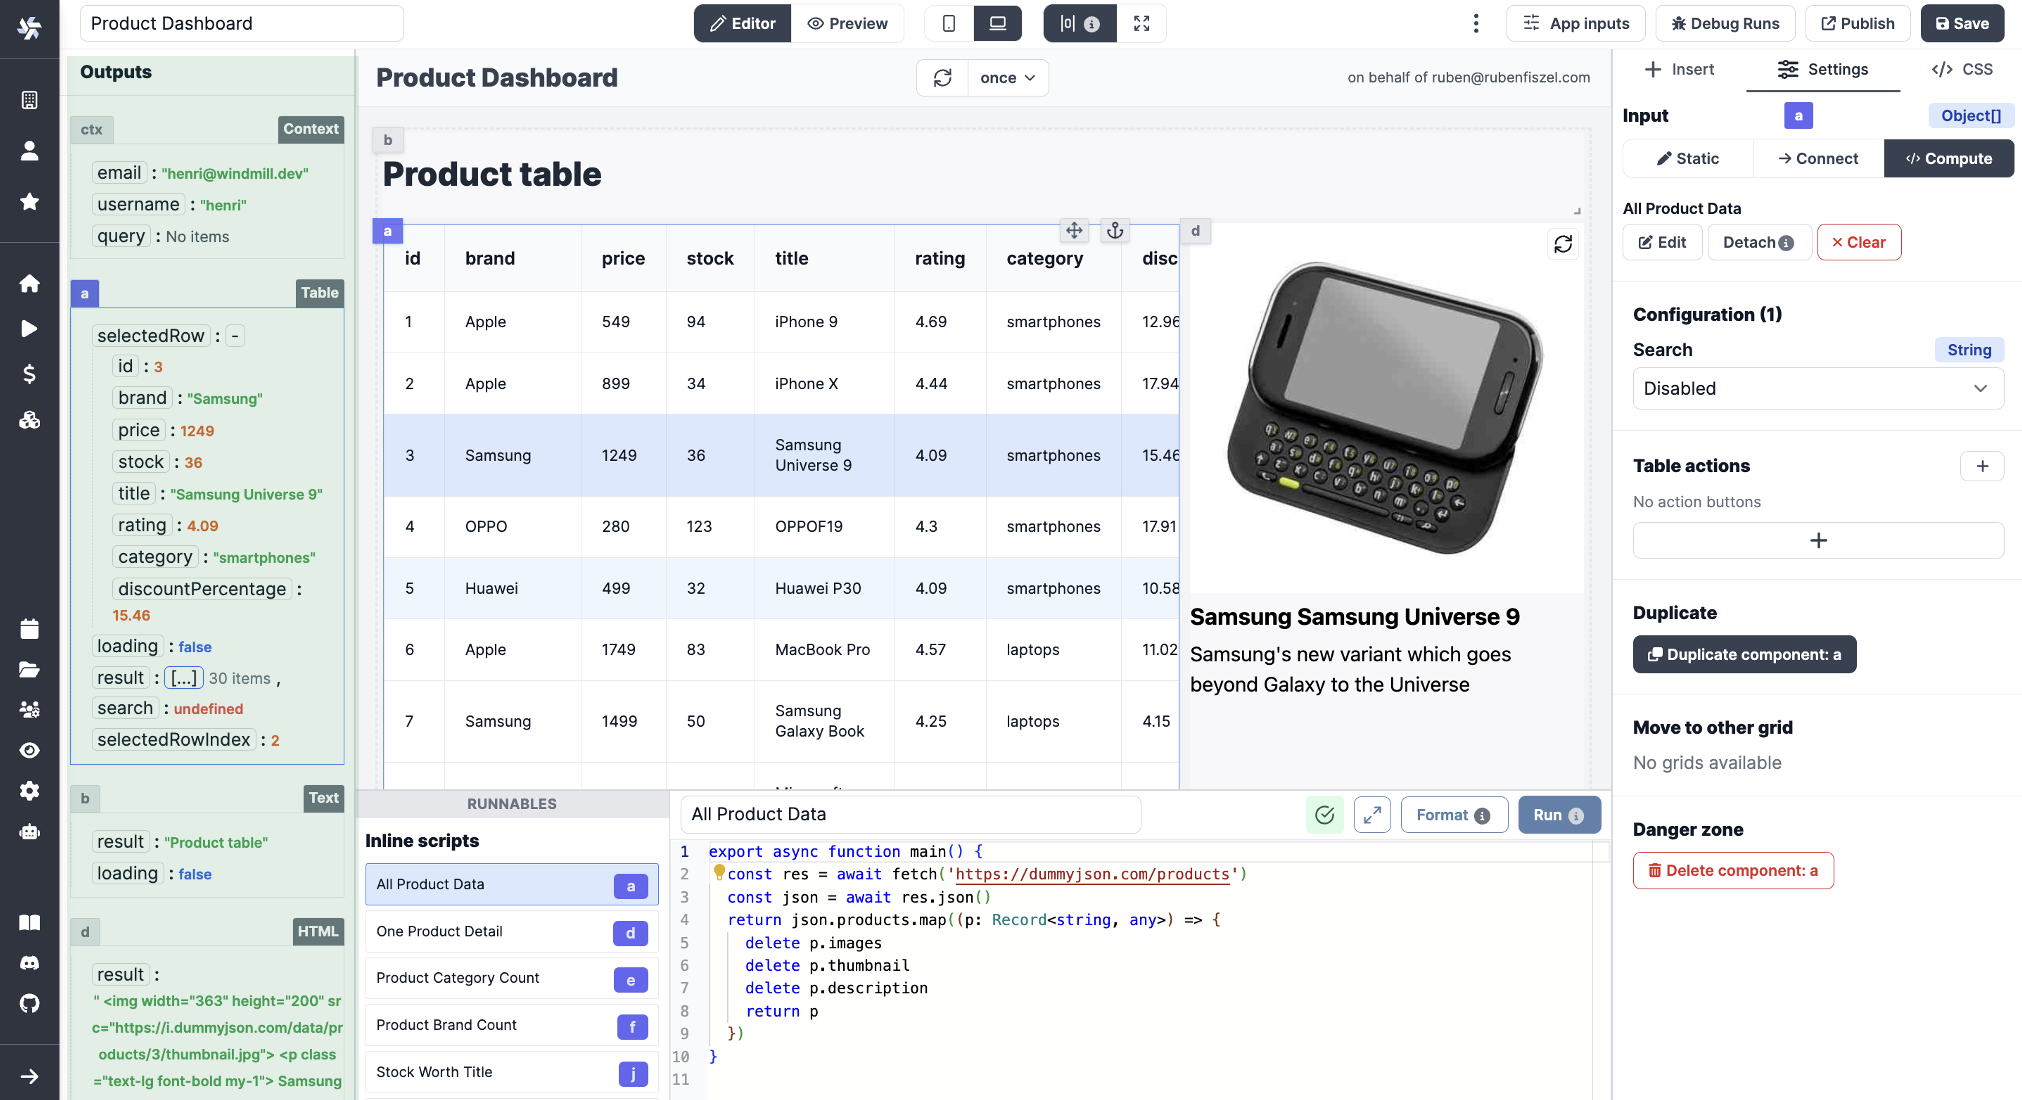 Product Dashboard
Editor
Preview
App inputs
Debug Runs
Publish
Save
Outputs
ctx
Context
email : "henri@windmill.dev"
username : "henri"
query : No items
a
Table
selectedRow : -
id : 3
brand : "Samsung"
price : 1249
stock : 36
title : "Samsung Universe 9"
rating : 4.09
category : "smartphones"
discountPercentage :
15.46
loading : false
result : [...] 30 items ,
search : undefined
selectedRowIndex : 2
b
Text
result : "Product table"
loading : false
d
HTML
result :
" <img width="363" height="200" sr
c="https://i.dummyjson.com/data/pr
oducts/3/thumbnail.jpg"> <p class
="text-lg font-bold my-1"> Samsung
Product Dashboard
once
on behalf of ruben@rubenfiszel.com
b
Product table
a
d
id brand price stock title rating category disc
1 Apple 549 94 iPhone 9 4.69 smartphones 12.96
2 Apple 899 34 iPhone X 4.44 smartphones 17.94
3 Samsung 1249 36 Samsung Universe 9 4.09 smartphones 15.46
4 OPPO 280 123 OPPOF19 4.3 smartphones 17.91
5 Huawei 499 32 Huawei P30 4.09 smartphones 10.58
6 Apple 1749 83 MacBook Pro 4.57 laptops 11.02
7 Samsung 1499 50 Samsung Galaxy Book 4.25 laptops 4.15
Samsung Samsung Universe 9
Samsung's new variant which goes
beyond Galaxy to the Universe
RUNNABLES
Inline scripts
All Product Data a
One Product Detail d
Product Category Count e
Product Brand Count f
Stock Worth Title j
All Product Data
Format
Run
1 export async function main() {
2 const res = await fetch('https://dummyjson.com/products')
3 const json = await res.json()
4 return json.products.map((p: Record<string, any>) => {
5 delete p.images
6 delete p.thumbnail
7 delete p.description
8 return p
9 })
10 }
11
Insert
Settings
CSS
Input
a
Object[]
Static
Connect
Compute
All Product Data
Edit
Detach
Clear
Configuration (1)
Search
String
Disabled
Table actions
No action buttons
Duplicate
Duplicate component: a
Move to other grid
No grids available
Danger zone
Delete component: a